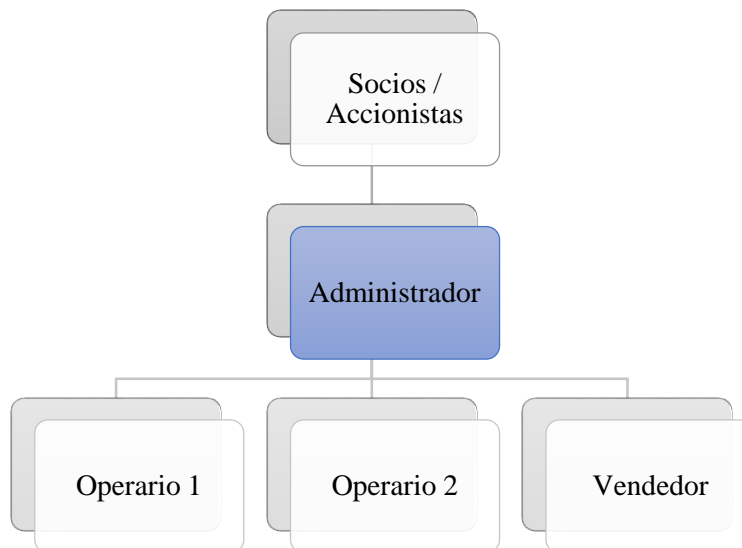 Socios /
Accionistas
Administrador
Operario 1
Operario 2
Vendedor